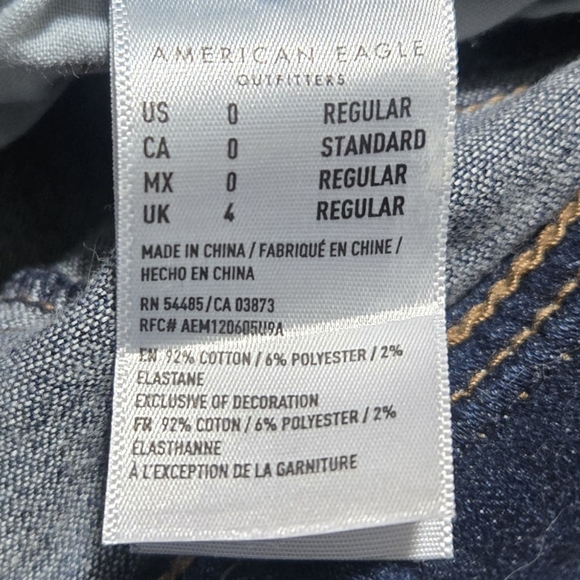 AMERICAN EAGLE
OUTFITTERS
US 0 REGULAR
CA 0 STANDARD
MX 0 REGULAR
UK 4 REGULAR
MADE IN CHINA / FABRIQUÉ EN CHINE /
HECHO EN CHINA
RN 54485/CA 03873
RFC# AEM120605U9A
EN 92% COTTON / 6% POLYESTER / 2%
ELASTANE
EXCLUSIVE OF DECORATION
FR 92% COTON / 6% POLYESTER / 2%
ELASTHANNE
À L'EXCEPTION DE LA GARNITURE